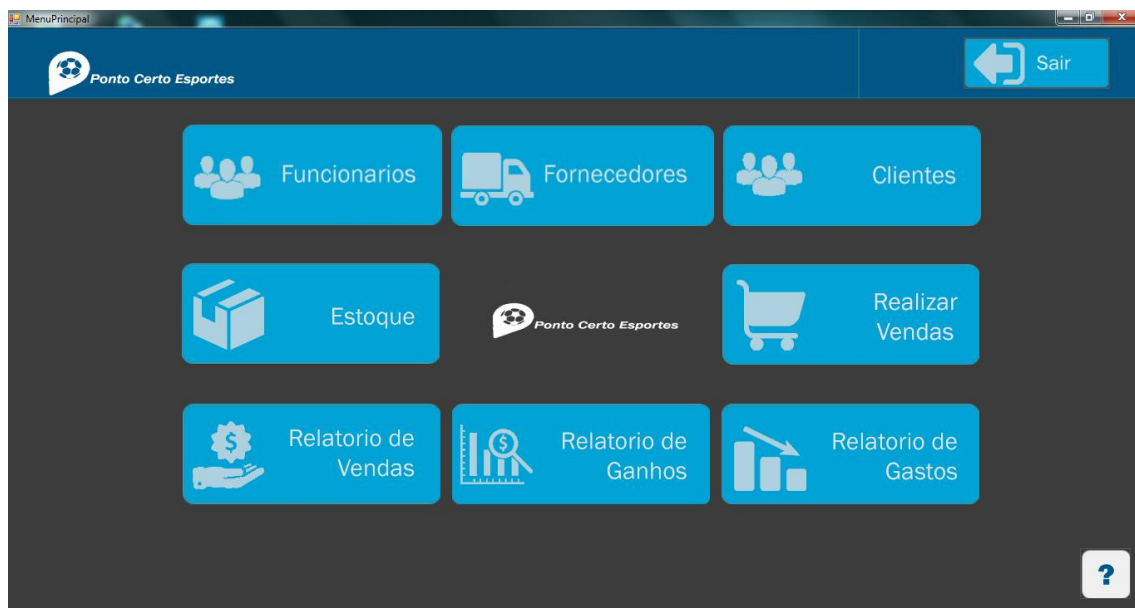 MenuPrincipal
Ponto Certo Esportes
Sair
Funcionarios
Fornecedores
Clientes
Estoque
Ponto Certo Esportes
Realizar
Vendas
Relatorio de
Vendas
Relatorio de
Ganhos
Relatorio de
Gastos
?